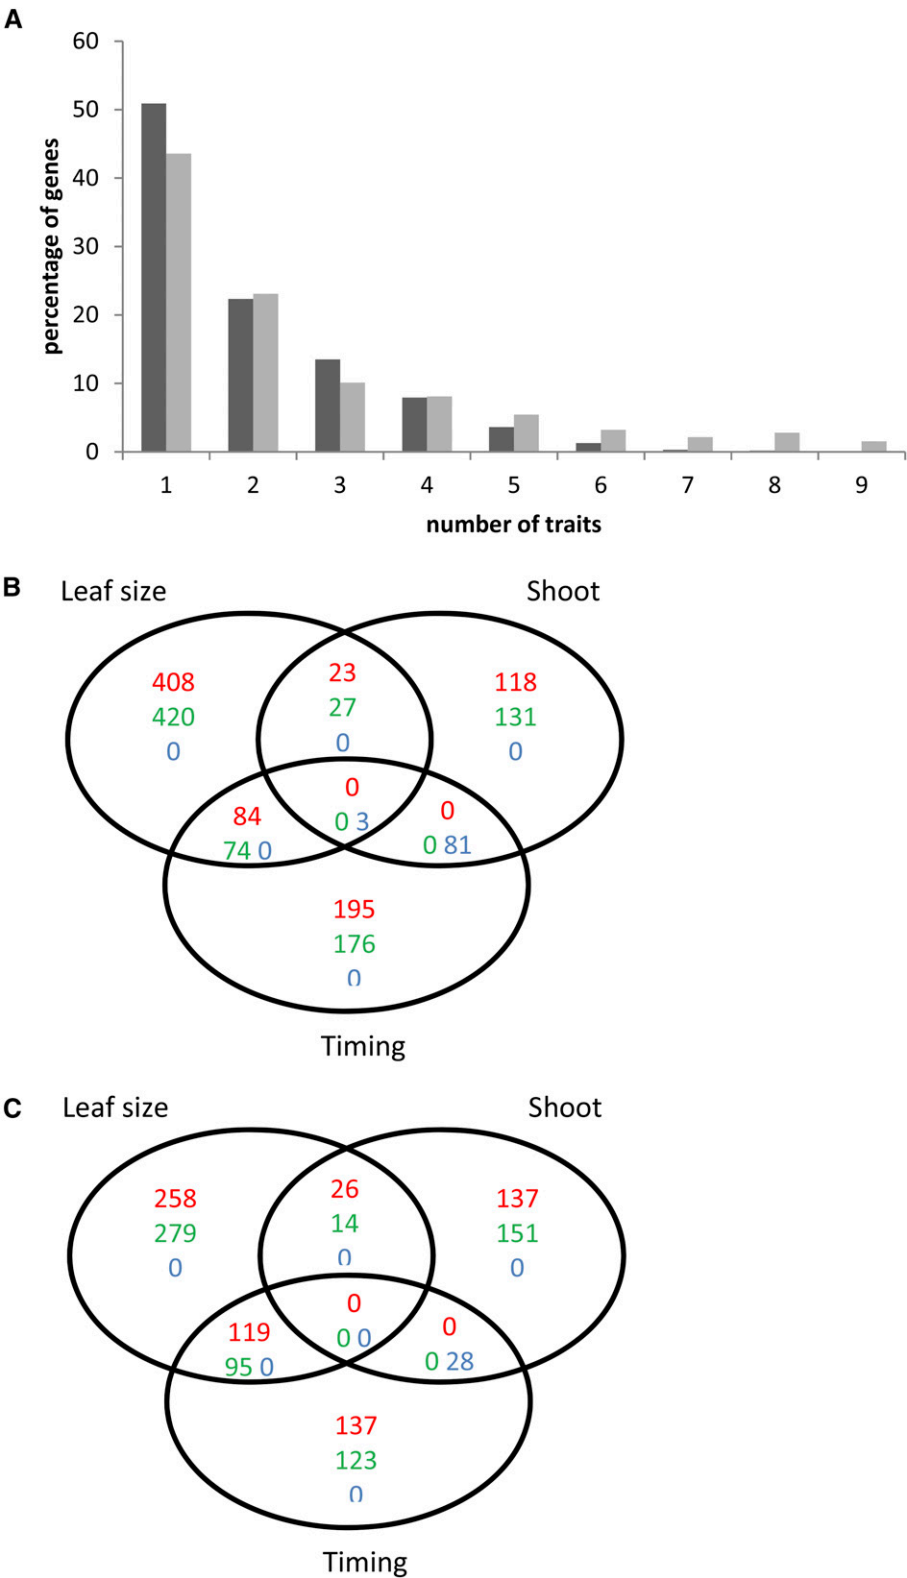 A
60
50
40
30
20
10
0
percentage of genes
1 2 3 4 5 6 7 8 9
number of traits
B
Leaf size Shoot
408 23 118
420 27 131
0 0 0
84 0 0
74 0 0 3 0 81
195
176
0
Timing
C
Leaf size Shoot
258 26 137
279 14 151
0 0 0
119 0 0
95 0 0 0 0 28
137
123
0
Timing